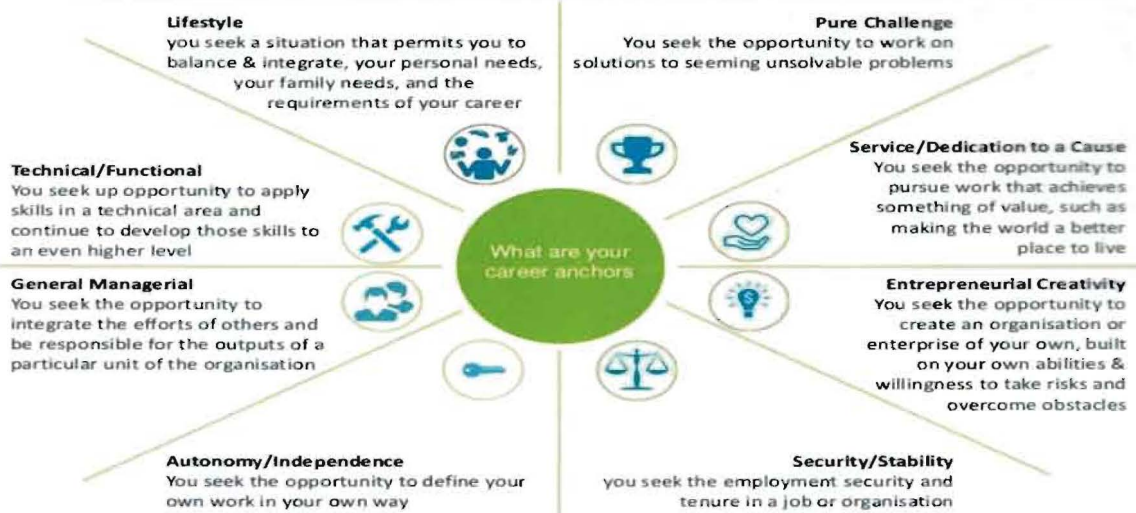 Lifestyle
you seek a situation that permits you to
balance & integrate, your personal needs,
your family needs, and the
requirements of your career
Pure Challenge
You seek the opportunity to work on
solutions to seeming unsolvable problems
Technical/Functional
You seek up opportunity to apply
skills in a technical area and
continue to develop those skills to
an even higher level
Service/Dedication to a Cause
You seek the opportunity to
pursue work that achieves
something of value, such as
making the world a better
place to live
What are your
career anchors
General Managerial
You seek the opportunity to
integrate the efforts of others and
be responsible for the outputs of a
particular unit of the organisation
Entrepreneurial Creativity
You seek the opportunity to
create an organisation or
enterprise of your own, built
on your own abilities &
willingness to take risks and
overcome obstacles
Autonomy/Independence
You seek the opportunity to define your
own work in your own way
Security/Stability
you seek the employment security and
tenure in a job or organisation